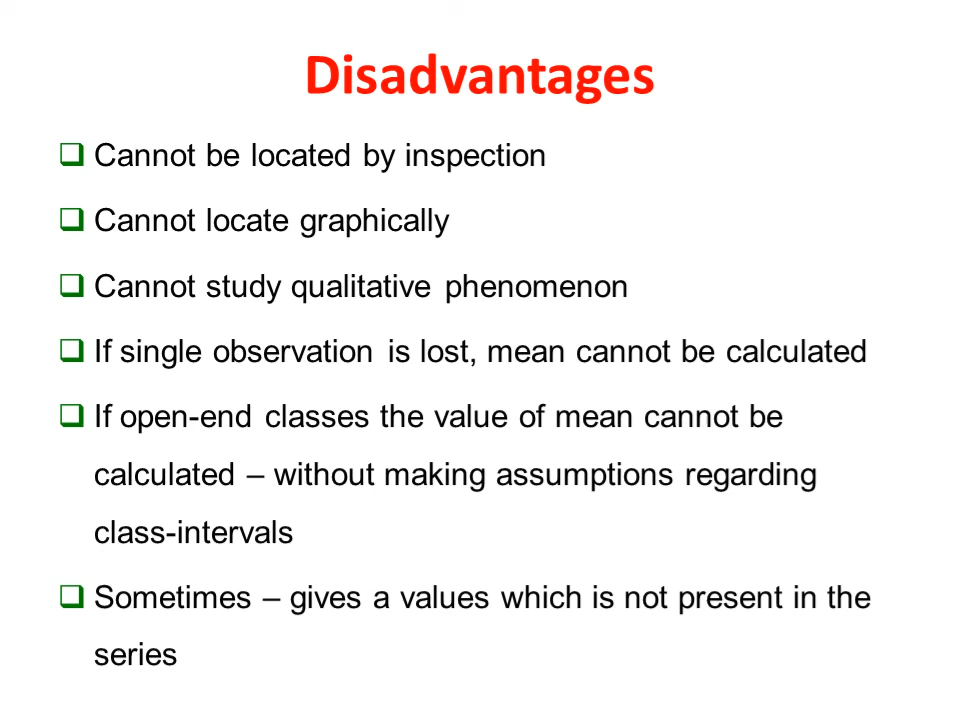 Disadvantages
Cannot be located by inspection
Cannot locate graphically
Cannot study qualitative phenomenon
If single observation is lost, mean cannot be calculated
If open-end classes the value of mean cannot be
calculated – without making assumptions regarding
class-intervals
Sometimes – gives a values which is not present in the
series